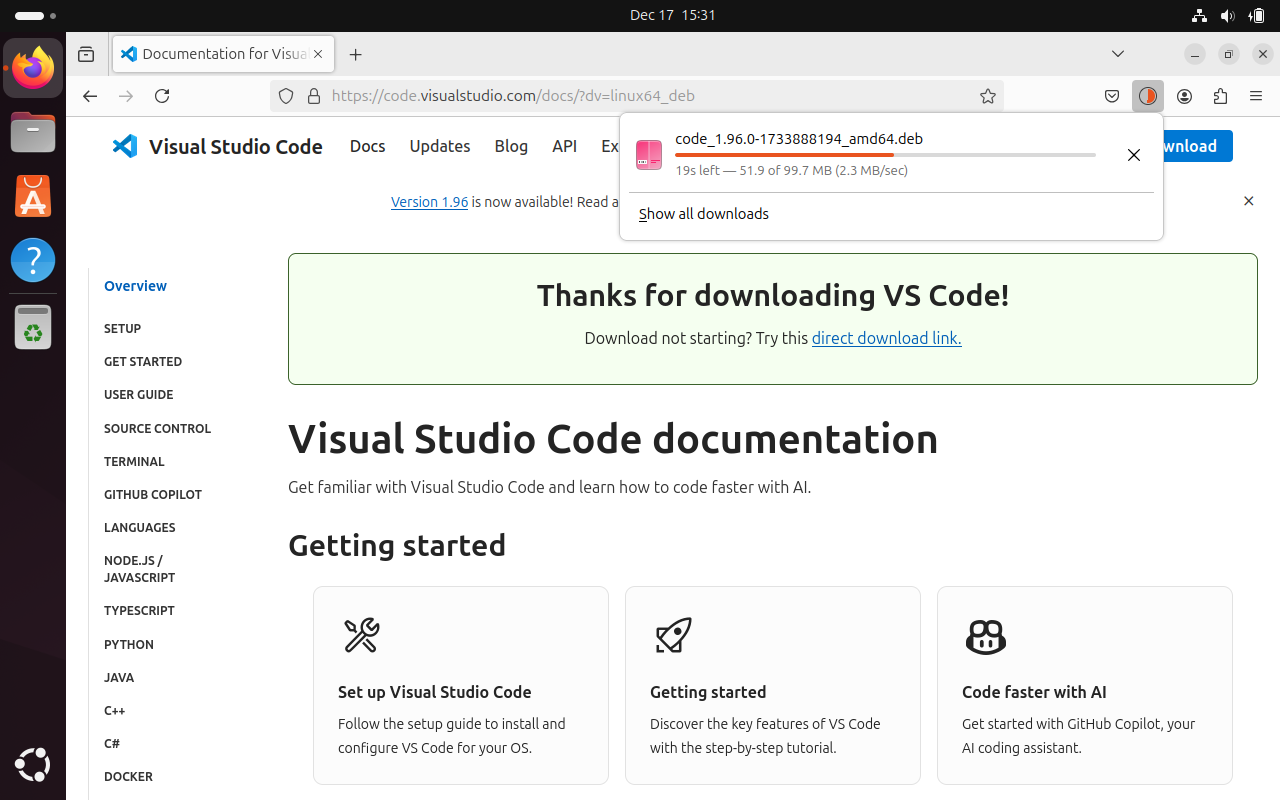 Dec 17 15:31
Documentation for Visua
https://code.visualstudio.com/docs/?dv=linux64_deb
Visual Studio Code
Docs
Updates
Blog
API
Ex
wnload
code_1.96.0-1733888194_amd64.deb
19s left — 51.9 of 99.7 MB (2.3 MB/sec)
Show all downloads
Version 1.96 is now available! Read a
Thanks for downloading VS Code!
Download not starting? Try this direct download link.
Overview
SETUP
GET STARTED
USER GUIDE
SOURCE CONTROL
TERMINAL
GITHUB COPILOT
LANGUAGES
NODE.JS /
JAVASCRIPT
TYPESCRIPT
PYTHON
JAVA
C++
C#
DOCKER
Visual Studio Code documentation
Get familiar with Visual Studio Code and learn how to code faster with AI.
Getting started
Set up Visual Studio Code
Follow the setup guide to install and
configure VS Code for your OS.
Getting started
Discover the key features of VS Code
with the step-by-step tutorial.
Code faster with AI
Get started with GitHub Copilot, your
AI coding assistant.